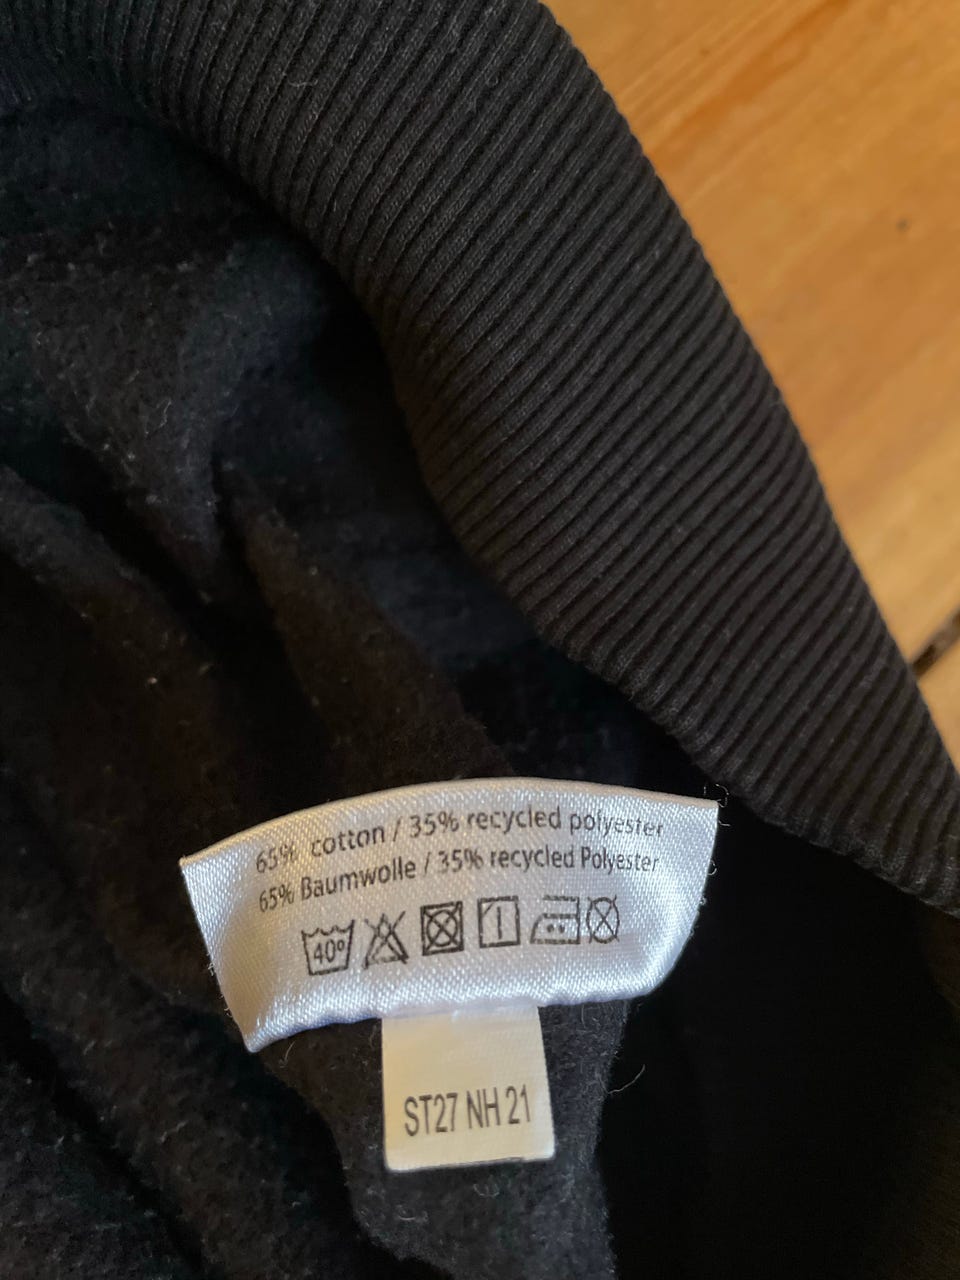 65% cotton / 35% recycled polyester
65% Baumwolle / 35% recycled Polyester
40°
ST27 NH 21